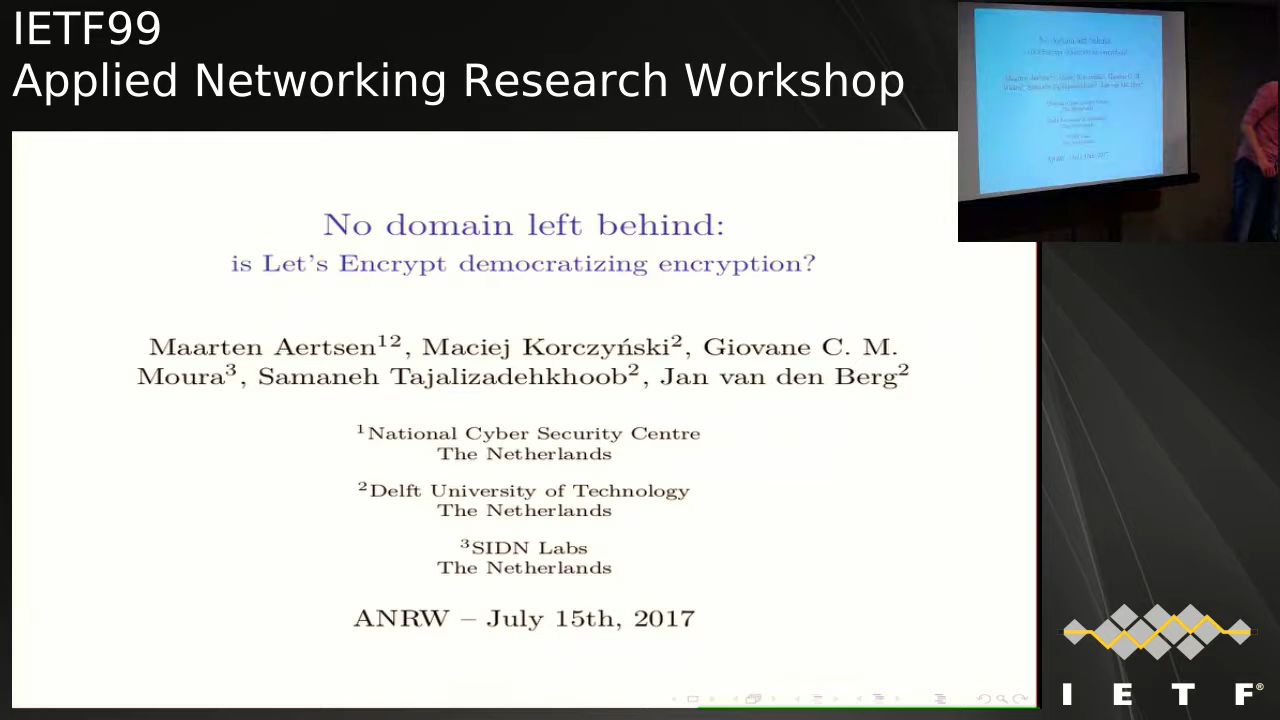 IETF99
Applied Networking Research Workshop
No domain left behind:
is Let's Encrypt democratizing encryption?
Maarten Aertsen¹², Maciej Korczyński², Giovane C. M.
Moura³, Samaneh Tajalizadehkhoob², Jan van den Berg²
¹National Cyber Security Centre
The Netherlands
²Delft University of Technology
The Netherlands
³SIDN Labs
The Netherlands
ANRW – July 15th, 2017
I E T F®